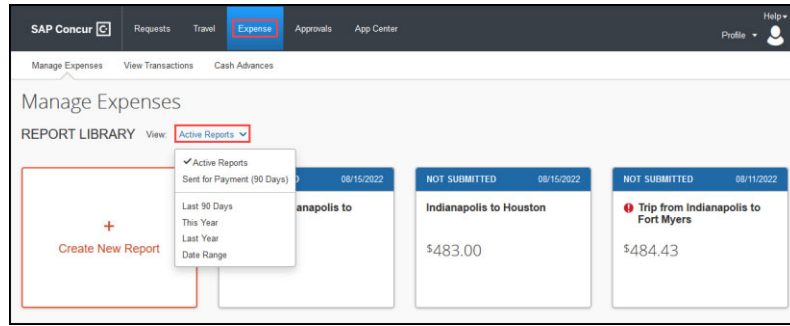 Help
SAP Concur C Requests Travel Expense Approvals App Center Profile
Manage Expenses View Transactions Cash Advances
Manage Expenses
REPORT LIBRARY View: Active Reports
Active Reports
Sent for Payment (90 Days)
Last 90 Days
This Year
Last Year
Date Range
+
Create New Report
08/15/2022
anapolis to
NOT SUBMITTED 08/15/2022
Indianapolis to Houston
$483.00
NOT SUBMITTED 08/11/2022
Trip from Indianapolis to
Fort Myers
$484.43